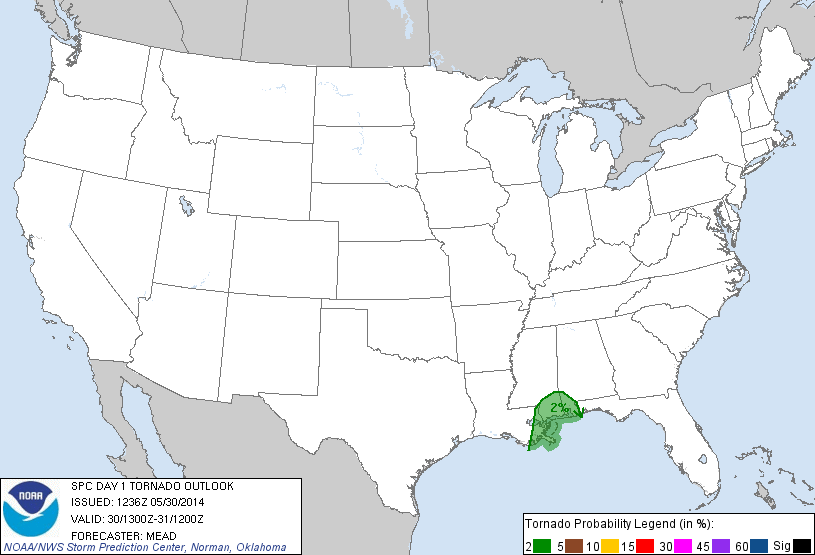 2%
SPC DAY 1 TORNADO OUTLOOK
ISSUED: 1236Z 05/30/2014
VALID: 30/1300Z-31/1200Z
FORECASTER: MEAD
NOAA/NWS Storm Prediction Center, Norman, Oklahoma
NOAA
Tornado Probability Legend (in %):
2 5 10 15 30 45 60 Sig